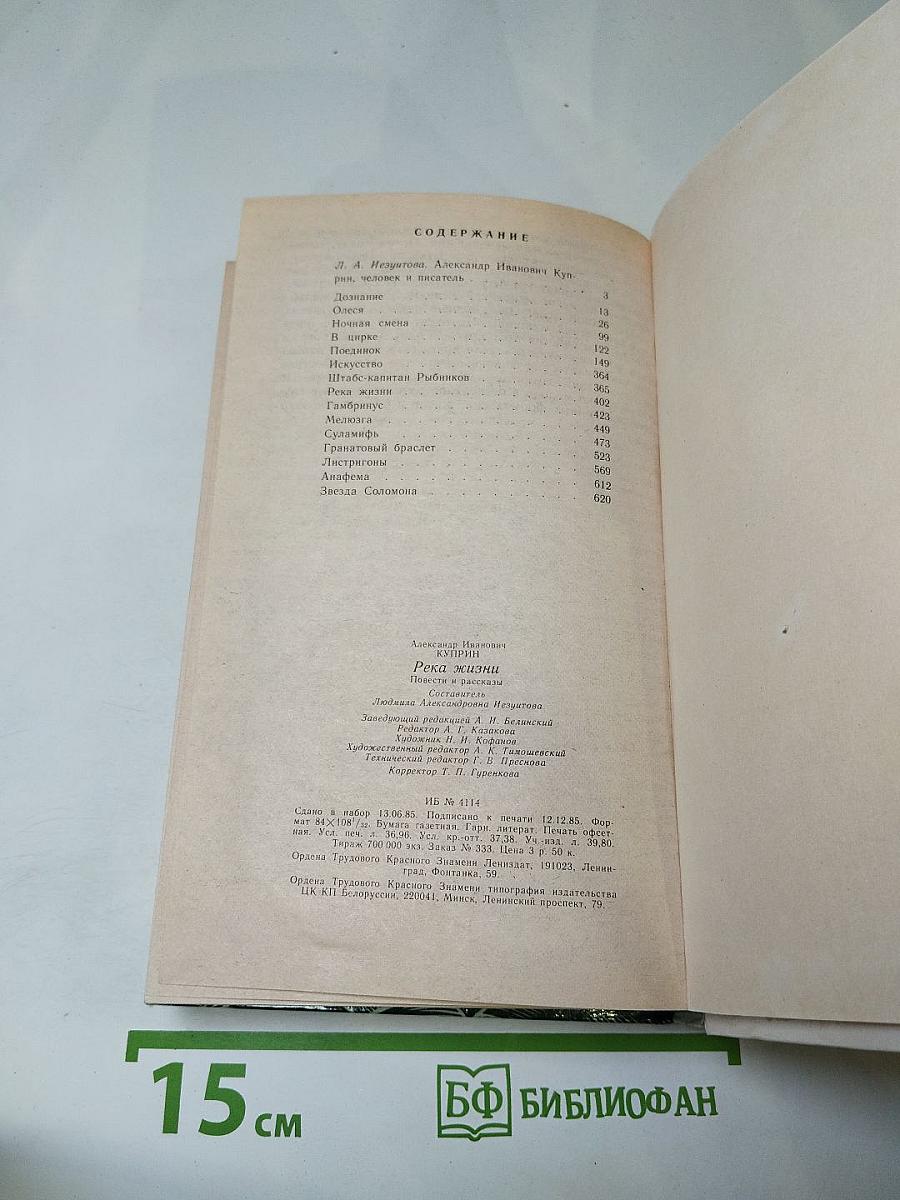 СОДЕРЖАНИЕ
Л. А. Иезуитова. Александр Иванович Куп-
рин, человек и писатель . . . . . . . . 3
Дознание . . . . . . . . . . . 13
Олеся . . . . . . . . . . . 26
Ночная смена . . . . . . . . . . . 99
В цирке . . . . . . . . . . . 122
Поединок . . . . . . . . . . . 149
Искусство . . . . . . . . . . . 364
Штабс-капитан Рыбников . . . . . . . . 365
Река жизни . . . . . . . . . . . 402
Гамбринус . . . . . . . . . . . 423
Мелюзга . . . . . . . . . . . 449
Суламифь . . . . . . . . . . . 473
Гранатовый браслет . . . . . . . . . 523
Листригоны . . . . . . . . . . . 569
Анафема . . . . . . . . . . . 612
Звезда Соломона . . . . . . . . . . 620
Александр Иванович
КУПРИН
Река жизни
Повести и рассказы
Составитель
Людмила Александровна Иезуитова
Заведующий редакцией А. И. Белинский
Редактор А. Г. Казакова
Художник Н. И. Кофанов
Художественный редактор А. К. Тимошевский
Технический редактор Г. В. Преснова
Корректор Т. П. Гуренкова
ИБ № 4114
Сдано в набор 13.06.85. Подписано к печати 12.12.85. Фор-
мат 84×108¹/₃₂. Бумага газетная. Гарн. литерат. Печать офсет-
ная. Усл. печ. л. 36,96. Усл. кр.-отт. 37,38. Уч.-изд. л. 39,80.
Тираж 700 000 экз. Заказ № 333. Цена 3 р. 50 к.
Ордена Трудового Красного Знамени Лениздат, 191023, Ленин-
град, Фонтанка, 59.
Ордена Трудового Красного Знамени типография издательства
ЦК КП Белоруссии, 220041, Минск, Ленинский проспект, 79.
15 см
БФ БИБЛИОФАН